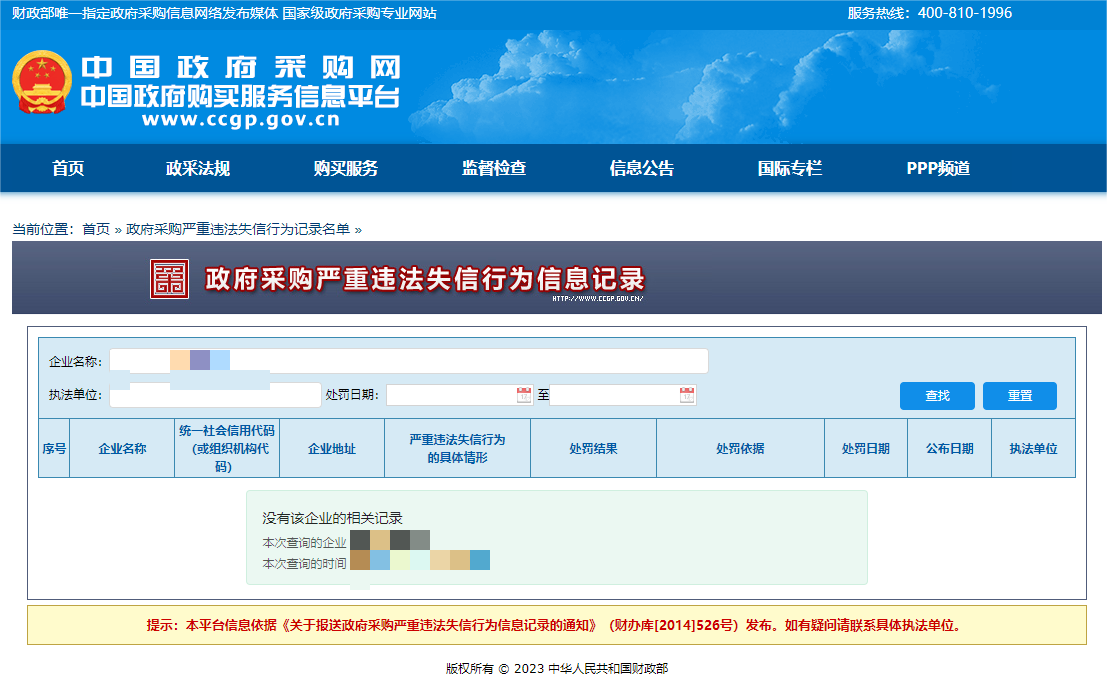 财政部唯一指定政府采购信息网络发布媒体 国家级政府采购专业网站
服务热线：400-810-1996
中国政府采购网
中国政府购买服务信息平台
www.ccgp.gov.cn
首页 政采法规 购买服务 监督检查 信息公告 国际专栏 PPP频道
当前位置：首页 » 政府采购严重违法失信行为记录名单 »
政府采购严重违法失信行为信息记录
HTTP://WWW.CCGP.GOV.CN/
企业名称：
执法单位： 处罚日期： 至 查找 重置
序号 企业名称 统一社会信用代码（或组织机构代码） 企业地址 严重违法失信行为的具体情形 处罚结果 处罚依据 处罚日期 公布日期 执法单位
没有该企业的相关记录
本次查询的企业
本次查询的时间
提示：本平台信息依据《关于报送政府采购严重违法失信行为信息记录的通知》（财办库[2014]526号）发布。如有疑问请联系具体执法单位。
版权所有 © 2023 中华人民共和国财政部